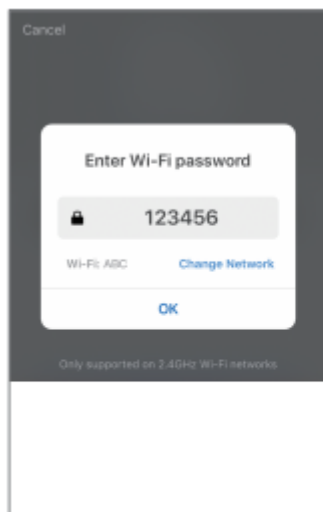 Cancel
Enter Wi-Fi password
123456
Wi-Fi: ABC Change Network
OK
Only supported on 2.4GHz Wi-Fi networks